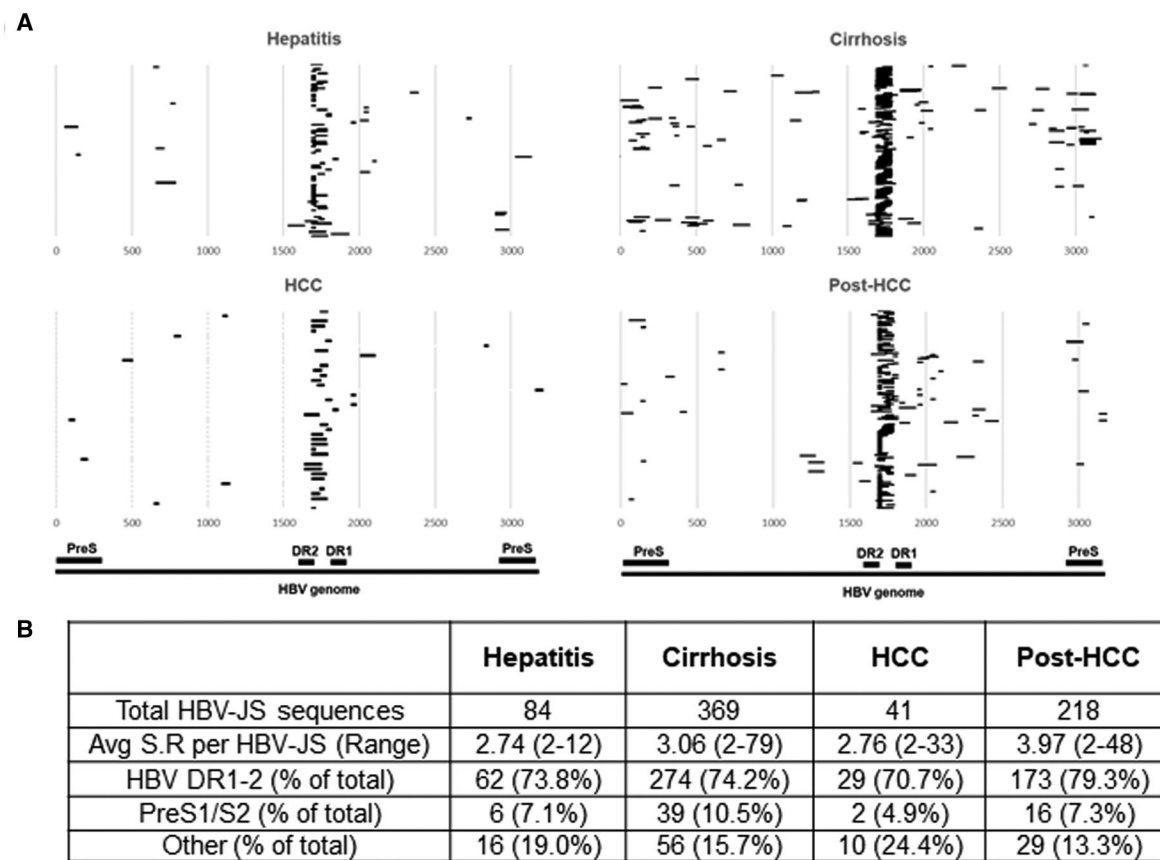 A
Hepatitis
Cirrhosis
0 500 1000 1500 2000 2500 3000
0 500 1000 1500 2000 2500 3000
HCC
Post-HCC
0 500 1000 1500 2000 2500 3000
0 500 1000 1500 2000 2500 3000
PreS DR2 DR1 PreS
HBV genome
PreS DR2 DR1 PreS
HBV genome
B
Hepatitis Cirrhosis HCC Post-HCC
Total HBV-JS sequences 84 369 41 218
Avg S.R per HBV-JS (Range) 2.74 (2-12) 3.06 (2-79) 2.76 (2-33) 3.97 (2-48)
HBV DR1-2 (% of total) 62 (73.8%) 274 (74.2%) 29 (70.7%) 173 (79.3%)
PreS1/S2 (% of total) 6 (7.1%) 39 (10.5%) 2 (4.9%) 16 (7.3%)
Other (% of total) 16 (19.0%) 56 (15.7%) 10 (24.4%) 29 (13.3%)